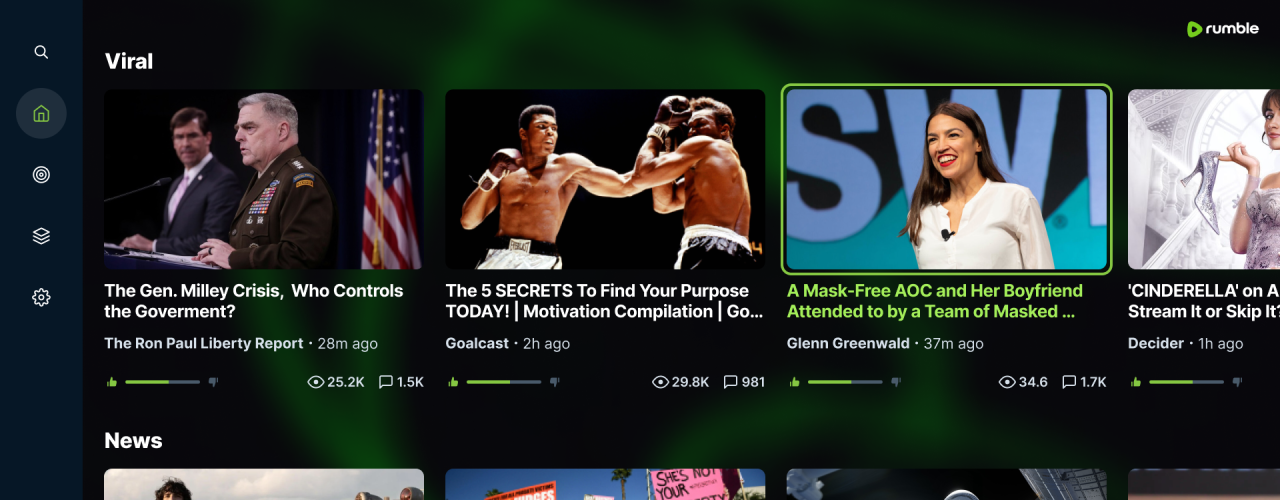 rumble
Viral
SW
The Gen. Milley Crisis, Who Controls
the Goverment?
The Ron Paul Liberty Report · 28m ago
25.2K 1.5K
The 5 SECRETS To Find Your Purpose
TODAY! | Motivation Compilation | Go...
Goalcast · 2h ago
29.8K 981
A Mask-Free AOC and Her Boyfriend
Attended to by a Team of Masked ...
Glenn Greenwald · 37m ago
34.6 1.7K
'CINDERELLA' on A
Stream It or Skip It?
Decider · 1h ago
News
SHE'S NOT
YOUR